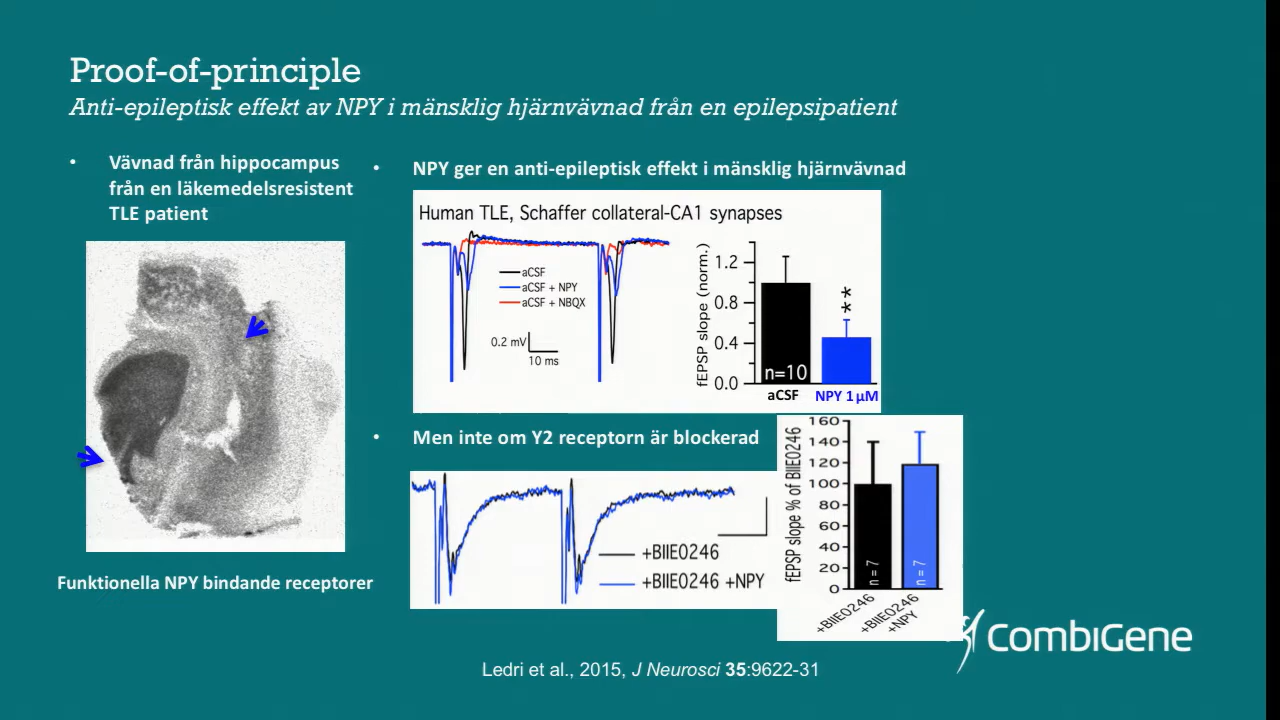 Proof-of-principle
Anti-epileptisk effekt av NPY i mänsklig hjärnvävnad från en epilepsipatient
• Vävnad från hippocampus
från en läkemedelsresistent
TLE patient
Funktionella NPY bindande receptorer
• NPY ger en anti-epileptisk effekt i mänsklig hjärnvävnad
Human TLE, Schaffer collateral-CA1 synapses
aCSF
aCSF + NPY
aCSF + NBQX
0.2 mV
10 ms
fEPSP slope (norm.)
1.2
0.8
0.4
0.0
**
n=10
aCSF
NPY 1 µM
• Men inte om Y2 receptorn är blockerad
+BIIE0246
+BIIE0246 +NPY
fEPSP slope % of BIIE0246
160
140
120
100
80
60
40
20
0
n = 7
n = 7
+BIIE0246
+BIIE0246
+NPY
COMBIGENE
Ledri et al., 2015, J Neurosci 35:9622-31